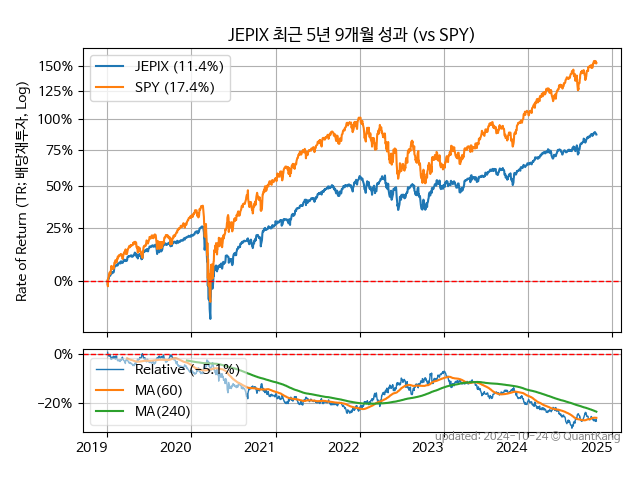 JEPIX 최근 5년 9개월 성과 (vs SPY)
Rate of Return (TR: 배당재투자, Log)
150%
125%
100%
75%
50%
25%
0%
JEPIX (11.4%)
SPY (17.4%)
0%
−20%
Relative (−5.1%)
MA(60)
MA(240)
2019
2020
2021
2022
2023
2024
2025
updated: 2024-10-24 © QuantKang